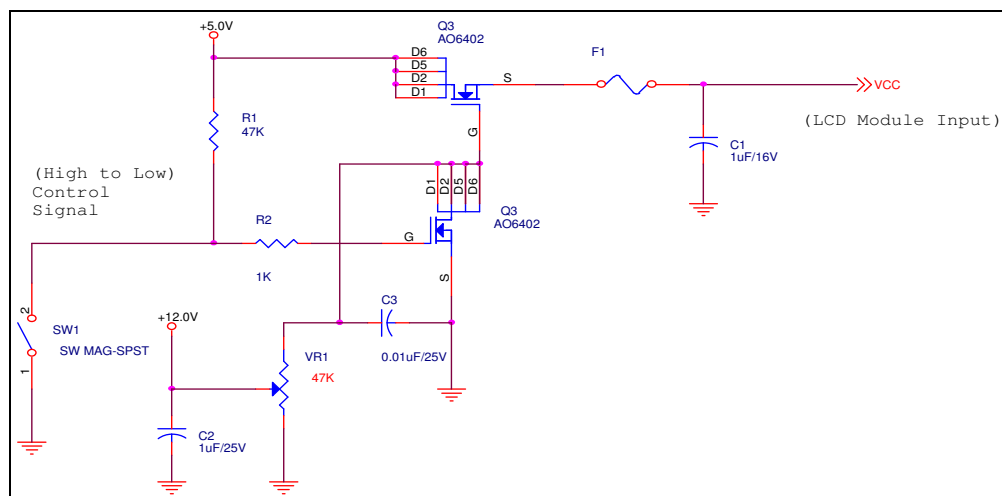 +5.0V
Q3
AO6402
F1
D6
D5
D2
D1
S
VCC
(LCD Module Input)
R1
47K
G
C1
1uF/16V
(High to Low)
Control
Signal
D1
D2
D5
D6
Q3
AO6402
R2
G
1K
S
+12.0V
C3
2
SW1
SW MAG-SPST
VR1
47K
0.01uF/25V
1
C2
1uF/25V